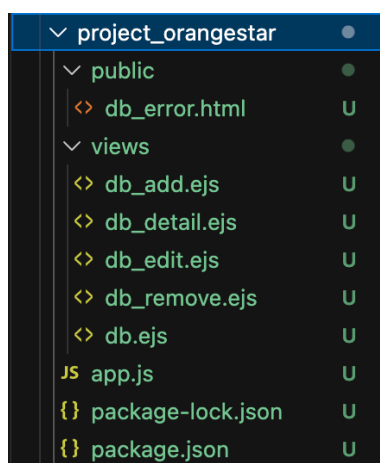 project_orangestar
public
<> db_error.html U
views
<> db_add.ejs U
<> db_detail.ejs U
<> db_edit.ejs U
<> db_remove.ejs U
<> db.ejs U
JS app.js U
{} package-lock.json U
{} package.json U